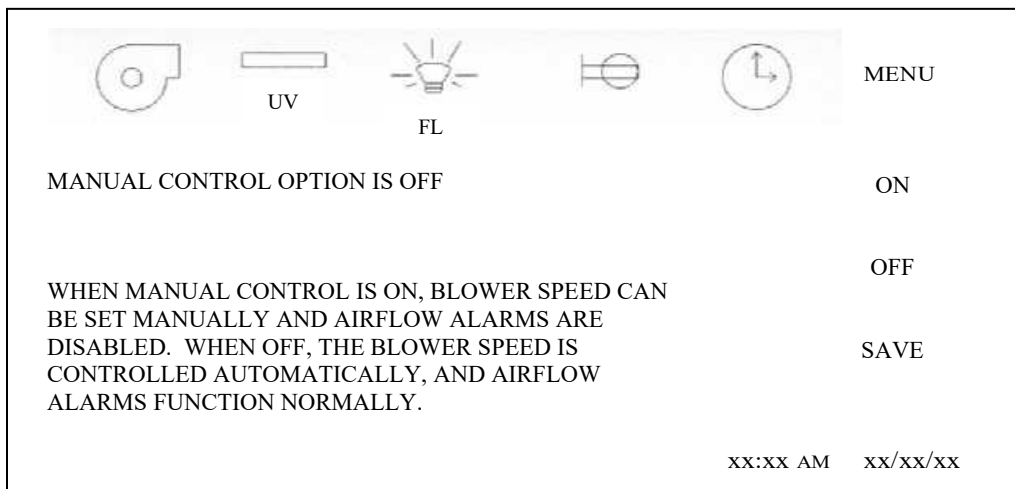 MENU
UV
FL
MANUAL CONTROL OPTION IS OFF
ON
OFF
WHEN MANUAL CONTROL IS ON, BLOWER SPEED CAN
BE SET MANUALLY AND AIRFLOW ALARMS ARE
DISABLED.  WHEN OFF, THE BLOWER SPEED IS
CONTROLLED AUTOMATICALLY, AND AIRFLOW
ALARMS FUNCTION NORMALLY.
SAVE
xx:xx AM xx/xx/xx